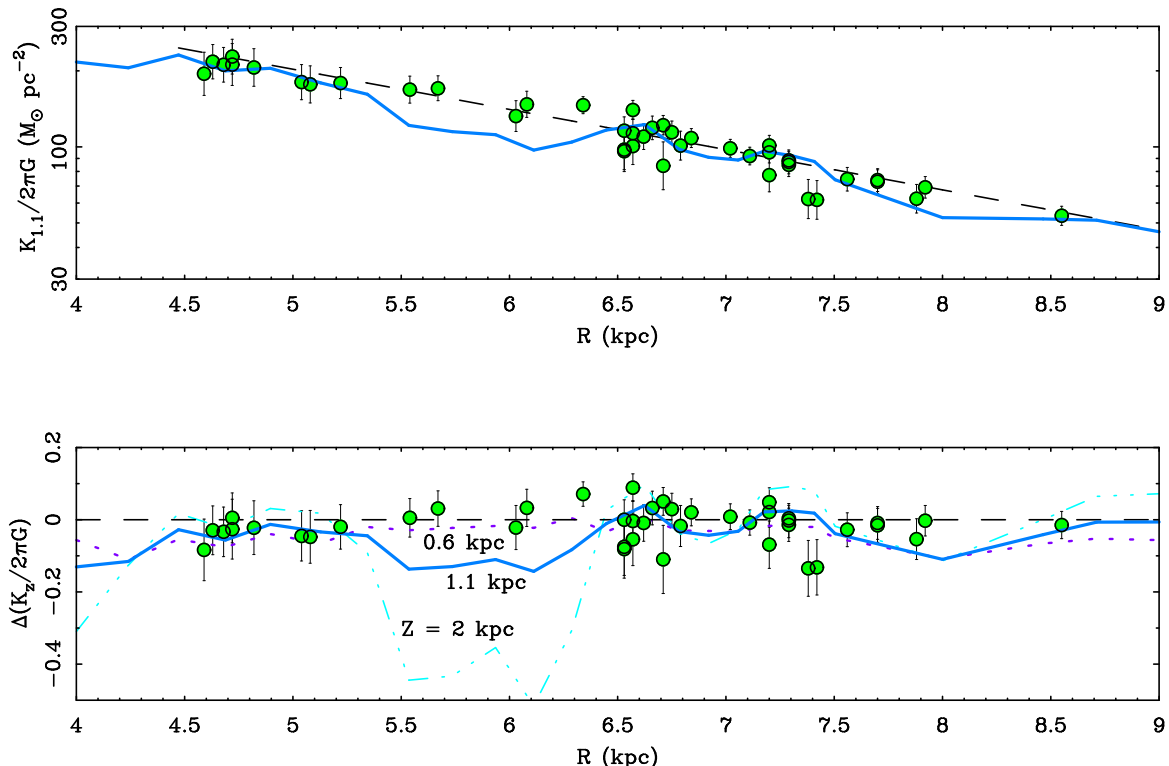 300
100
30
K₁.₁/2πG (M⊙ pc⁻²)
4 4.5 5 5.5 6 6.5 7 7.5 8 8.5 9
R (kpc)
0.2
0
−0.2
−0.4
Δ(K_z/2πG)
0.6 kpc
1.1 kpc
Z = 2 kpc
4 4.5 5 5.5 6 6.5 7 7.5 8 8.5 9
R (kpc)